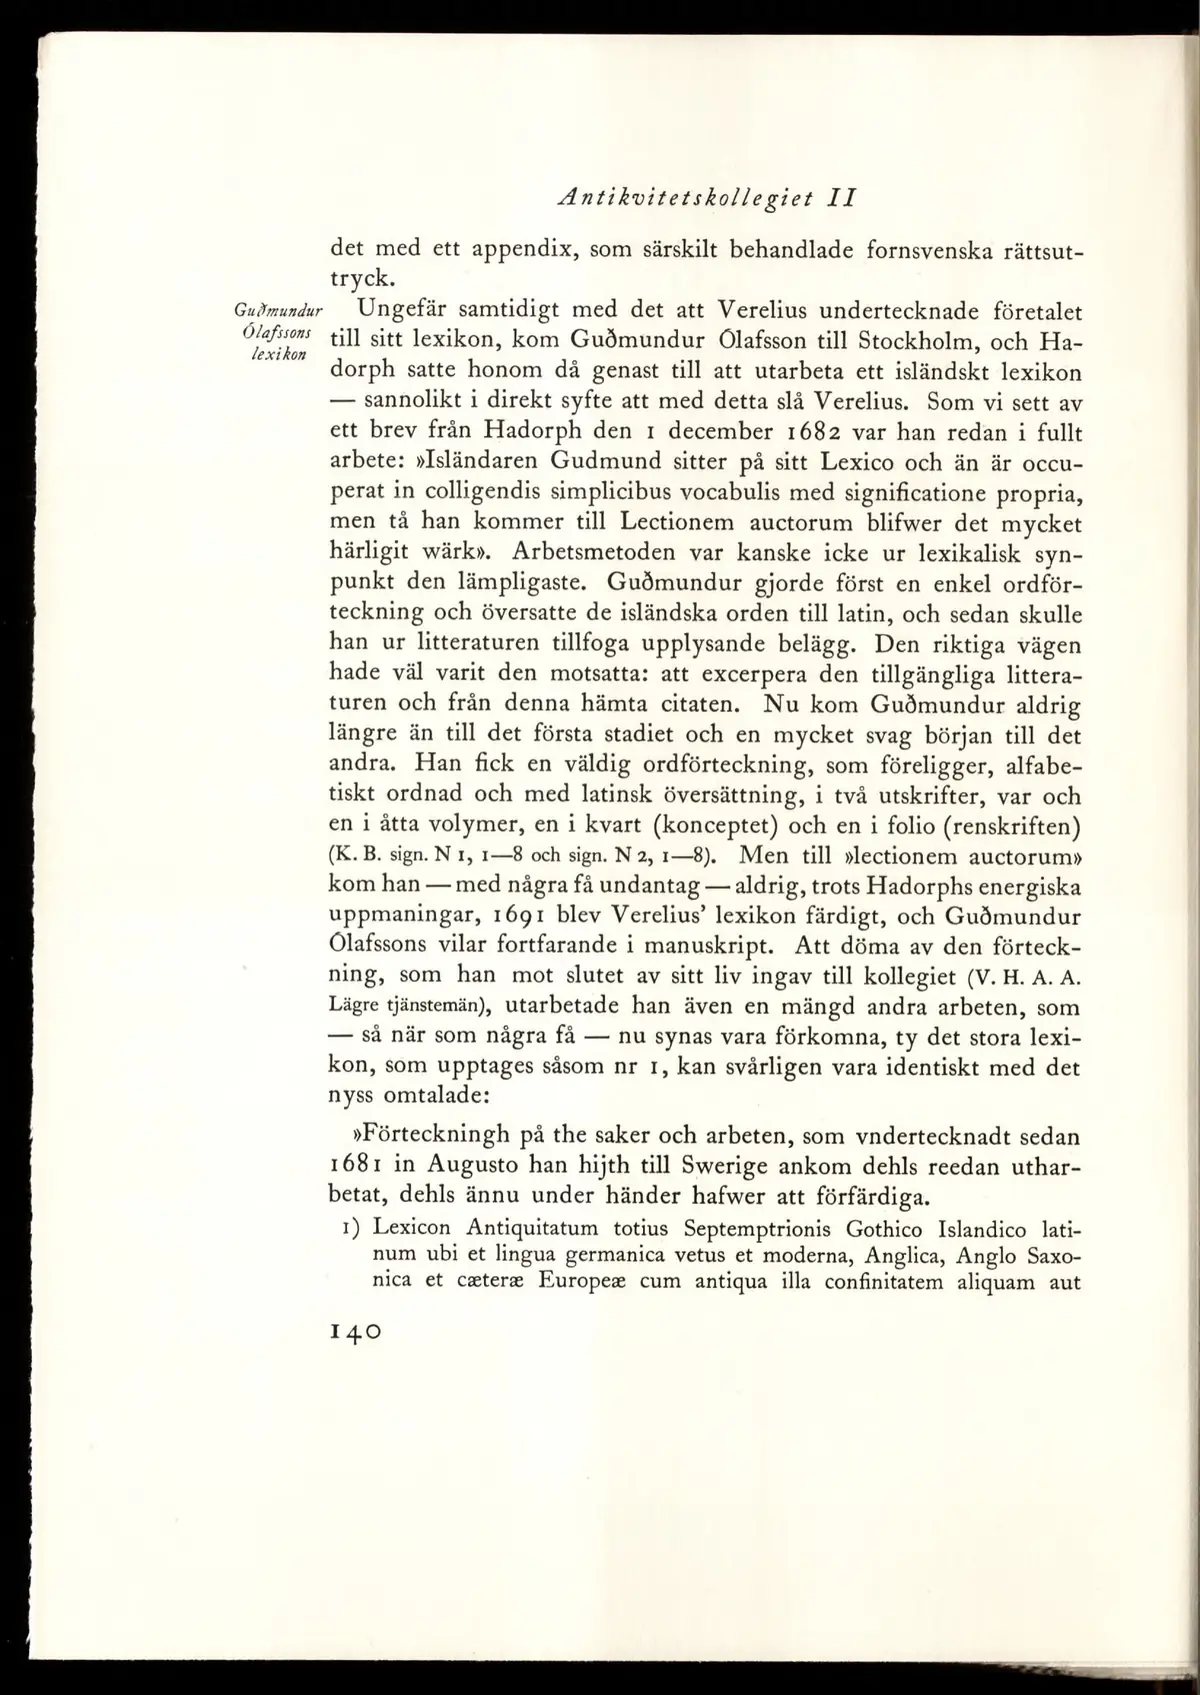 Antikvitetskollegiet II
det med ett appendix, som särskilt behandlade fornsvenska rättsut-
tryck.
Guðmundur
Ólafssons
lexikon
Ungefär samtidigt med det att Verelius undertecknade företalet
till sitt lexikon, kom Guðmundur Ólafsson till Stockholm, och Ha-
dorph satte honom då genast till att utarbeta ett isländskt lexikon
— sannolikt i direkt syfte att med detta slå Verelius. Som vi sett av
ett brev från Hadorph den 1 december 1682 var han redan i fullt
arbete: »Isländaren Gudmund sitter på sitt Lexico och än är occu-
perat in colligendis simplicibus vocabulis med significatione propria,
men tå han kommer till Lectionem auctorum blifwer det mycket
härligit wärk». Arbetsmetoden var kanske icke ur lexikalisk syn-
punkt den lämpligaste. Guðmundur gjorde först en enkel ordför-
teckning och översatte de isländska orden till latin, och sedan skulle
han ur litteraturen tillfoga upplysande belägg. Den riktiga vägen
hade väl varit den motsatta: att excerpera den tillgängliga littera-
turen och från denna hämta citaten. Nu kom Guðmundur aldrig
längre än till det första stadiet och en mycket svag början till det
andra. Han fick en väldig ordförteckning, som föreligger, alfabe-
tiskt ordnad och med latinsk översättning, i två utskrifter, var och
en i åtta volymer, en i kvart (konceptet) och en i folio (renskriften)
(K. B. sign. N 1, 1—8 och sign. N 2, 1—8). Men till »lectionem auctorum»
kom han — med några få undantag — aldrig, trots Hadorphs energiska
uppmaningar, 1691 blev Verelius’ lexikon färdigt, och Guðmundur
Ólafssons vilar fortfarande i manuskript. Att döma av den förteck-
ning, som han mot slutet av sitt liv ingav till kollegiet (V. H. A. A.
Lägre tjänstemän), utarbetade han även en mängd andra arbeten, som
— så när som några få — nu synas vara förkomna, ty det stora lexi-
kon, som upptages såsom nr 1, kan svårligen vara identiskt med det
nyss omtalade:
»Förteckningh på the saker och arbeten, som vndertecknadt sedan
1681 in Augusto han hijth till Swerige ankom dehls reedan uthar-
betat, dehls ännu under händer hafwer att förfärdiga.
1) Lexicon Antiquitatum totius Septemptrionis Gothico Islandico lati-
num ubi et lingua germanica vetus et moderna, Anglica, Anglo Saxo-
nica et cæteræ Europeæ cum antiqua illa confinitatem aliquam aut
140